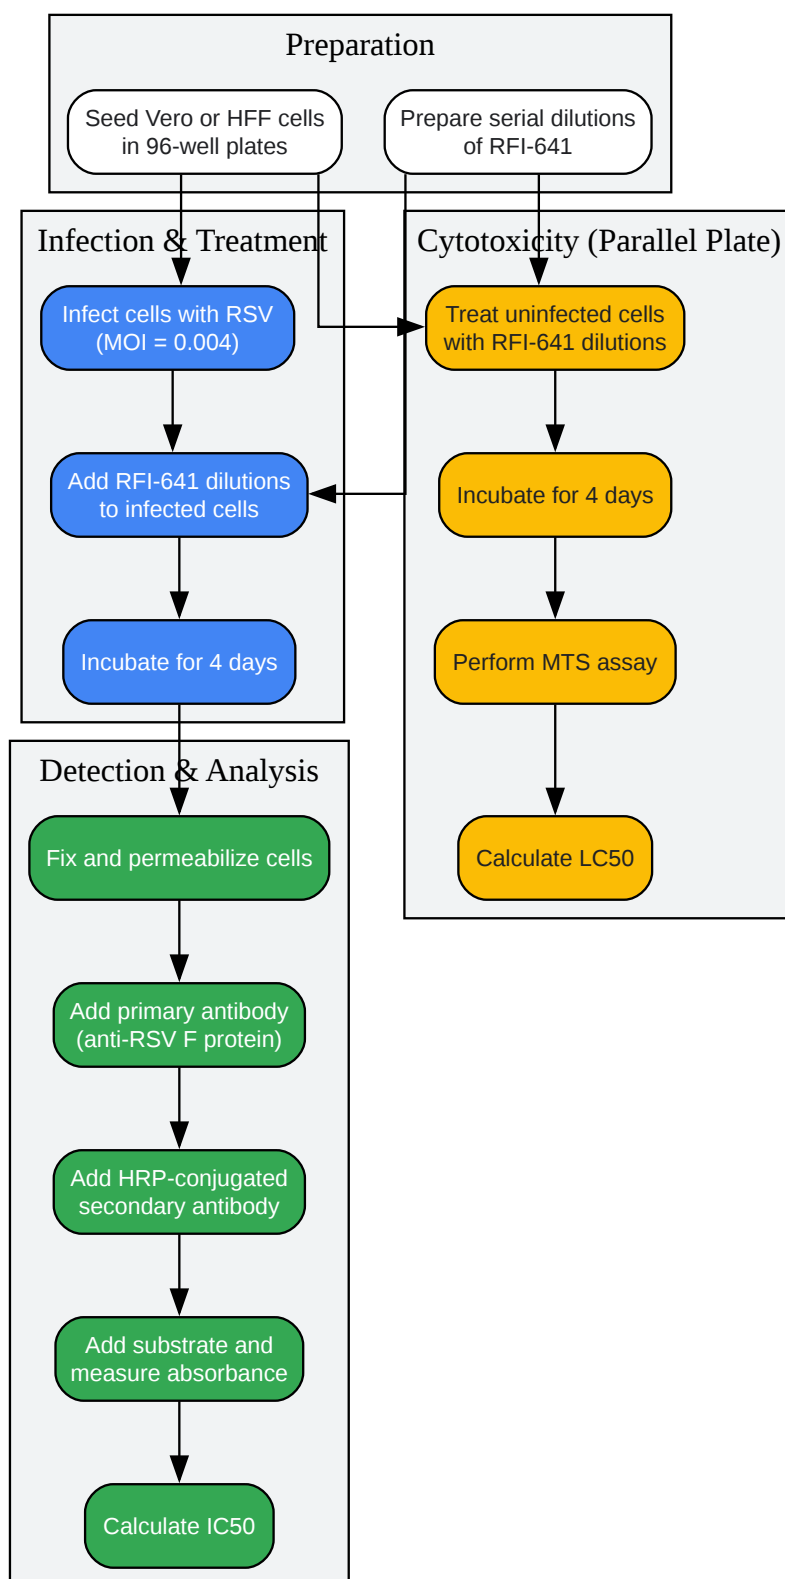 Preparation
Seed Vero or HFF cells
in 96-well plates
Prepare serial dilutions
of RFI-641
Infection & Treatment
Infect cells with RSV
(MOI = 0.004)
Add RFI-641 dilutions
to infected cells
Incubate for 4 days
Cytotoxicity (Parallel Plate)
Treat uninfected cells
with RFI-641 dilutions
Incubate for 4 days
Perform MTS assay
Calculate LC50
Detection & Analysis
Fix and permeabilize cells
Add primary antibody
(anti-RSV F protein)
Add HRP-conjugated
secondary antibody
Add substrate and
measure absorbance
Calculate IC50